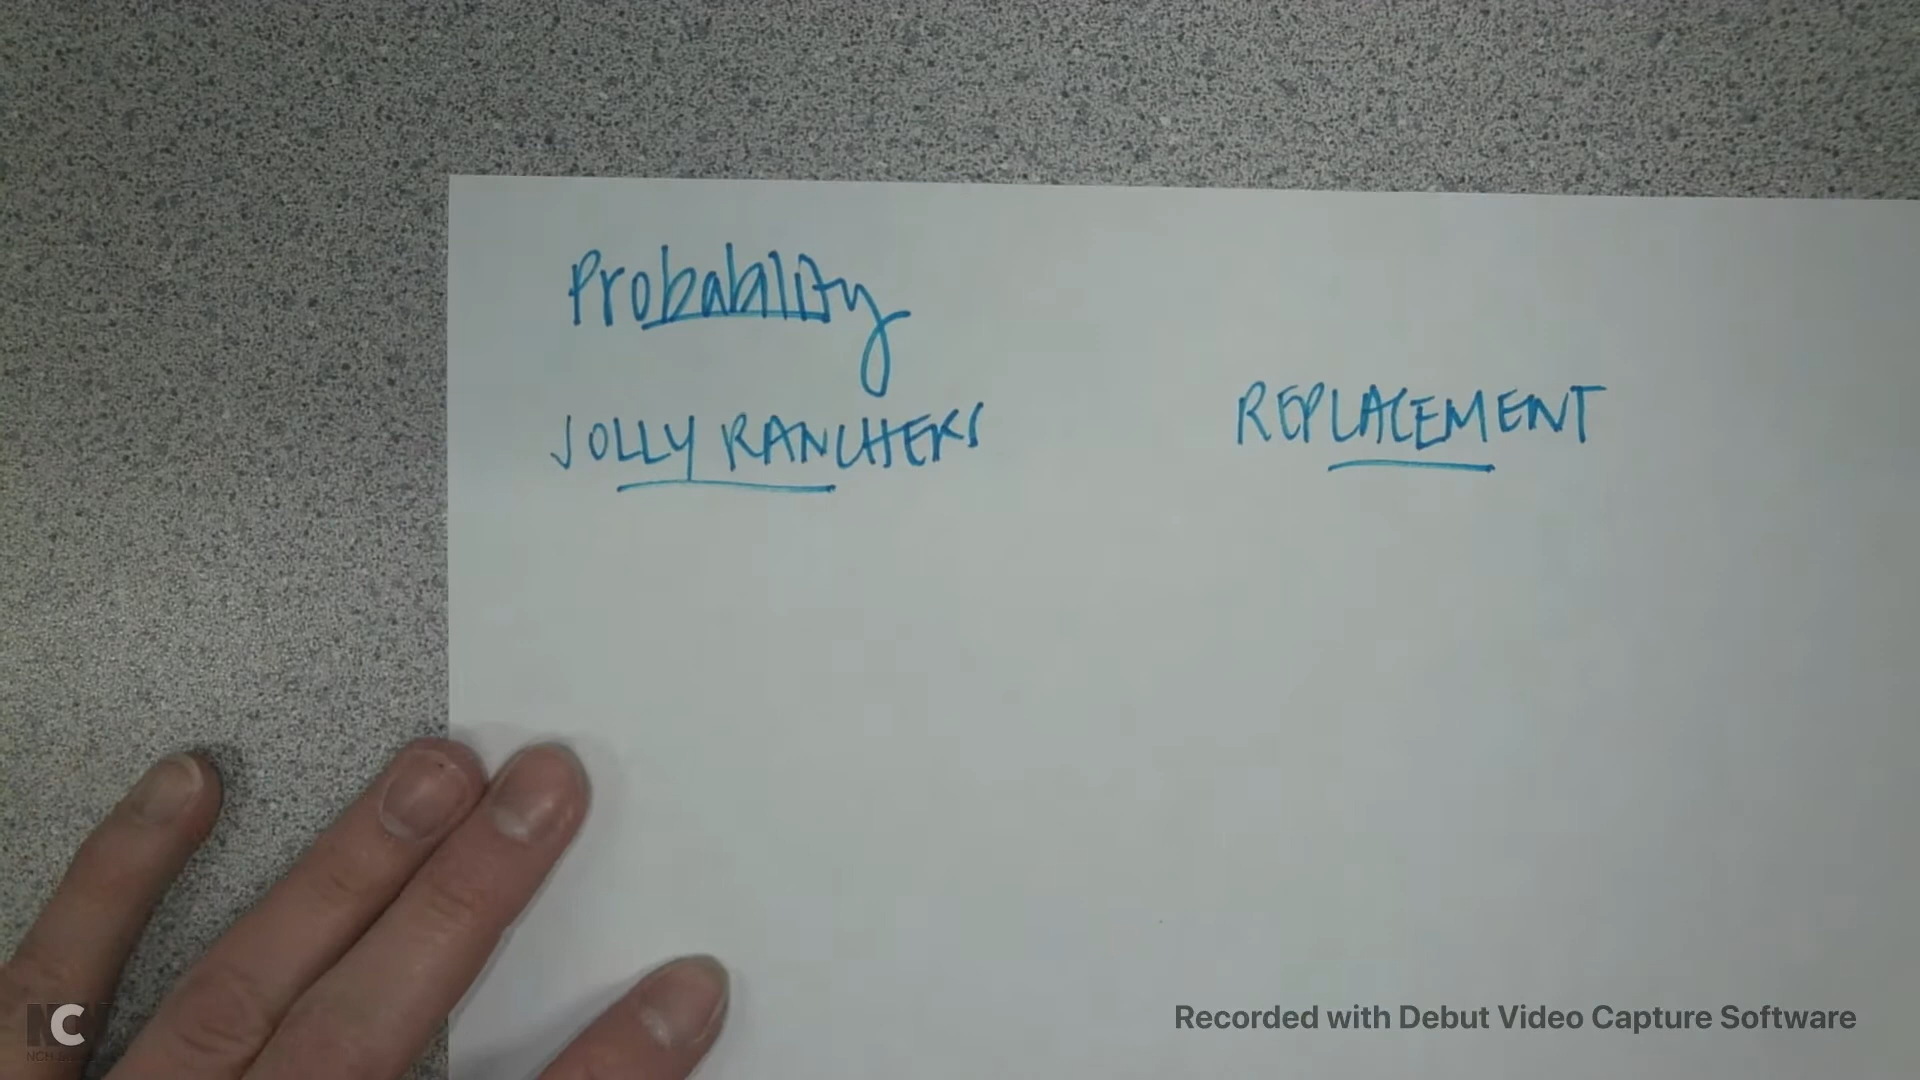 Probability
JOLLY RANCHERS
REPLACEMENT
Recorded with Debut Video Capture Software